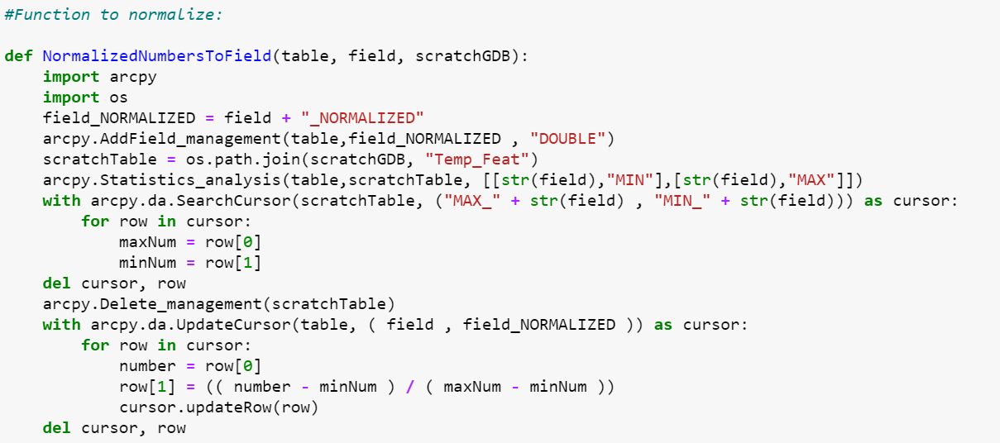 #Function to normalize:
def NormalizedNumbersToField(table, field, scratchGDB):
    import arcpy
    import os
    field_NORMALIZED = field + "_NORMALIZED"
    arcpy.AddField_management(table,field_NORMALIZED , "DOUBLE")
    scratchTable = os.path.join(scratchGDB, "Temp_Feat")
    arcpy.Statistics_analysis(table,scratchTable, [[str(field),"MIN"],[str(field),"MAX"]])
    with arcpy.da.SearchCursor(scratchTable, ("MAX_" + str(field) , "MIN_" + str(field))) as cursor:
        for row in cursor:
            maxNum = row[0]
            minNum = row[1]
    del cursor, row
    arcpy.Delete_management(scratchTable)
    with arcpy.da.UpdateCursor(table, ( field , field_NORMALIZED )) as cursor:
        for row in cursor:
            number = row[0]
            row[1] = (( number - minNum ) / ( maxNum - minNum ))
            cursor.updateRow(row)
    del cursor, row